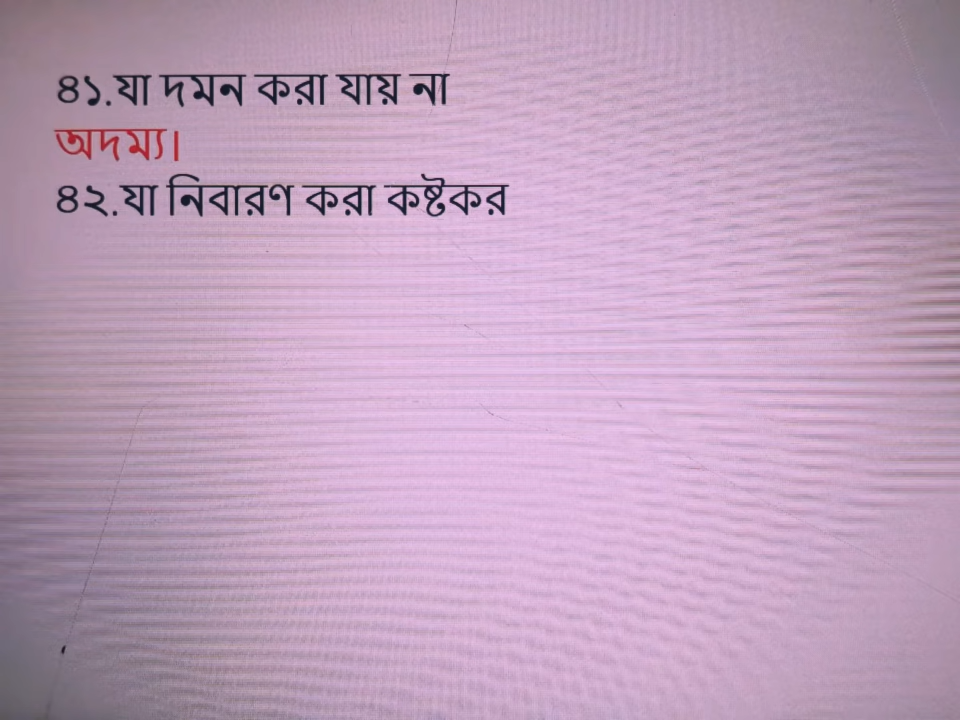 ৪১.যা দমন করা যায় না
অদম্য।
৪২.যা নিবারণ করা কষ্টকর